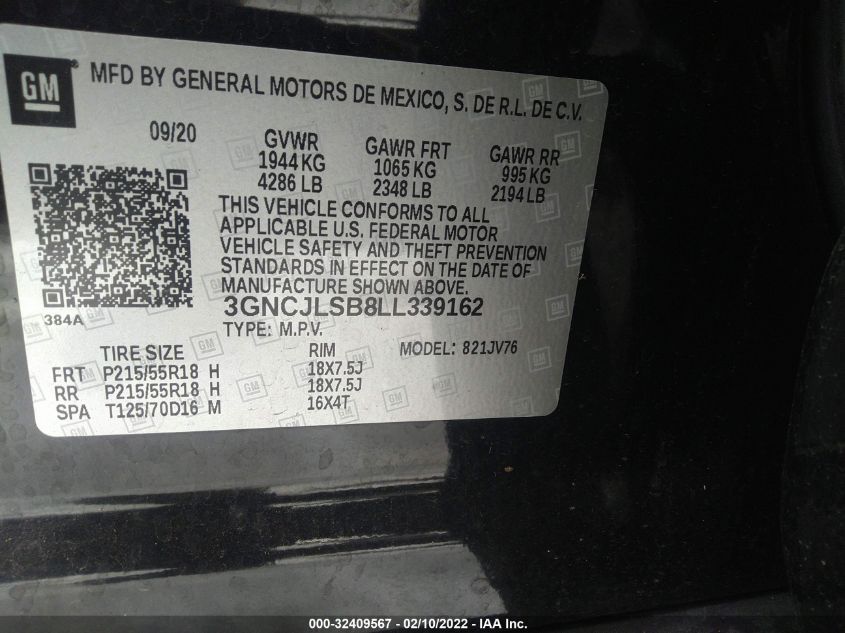 GM
MFD BY GENERAL MOTORS DE MEXICO, S. DE R.L. DE C.V.
09/20 GVWR GAWR FRT GAWR RR
1944 KG 1065 KG 995 KG
4286 LB 2348 LB 2194 LB
THIS VEHICLE CONFORMS TO ALL
APPLICABLE U.S. FEDERAL MOTOR
VEHICLE SAFETY AND THEFT PREVENTION
STANDARDS IN EFFECT ON THE DATE OF
MANUFACTURE SHOWN ABOVE.
384A
3GNCJLSB8LL339162
TYPE: M.P.V.
MODEL: 821JV76
TIRE SIZE RIM
FRT P215/55R18 H 18X7.5J
RR P215/55R18 H 18X7.5J
SPA T125/70D16 M 16X4T
000-32409567 - 02/10/2022 - IAA Inc.